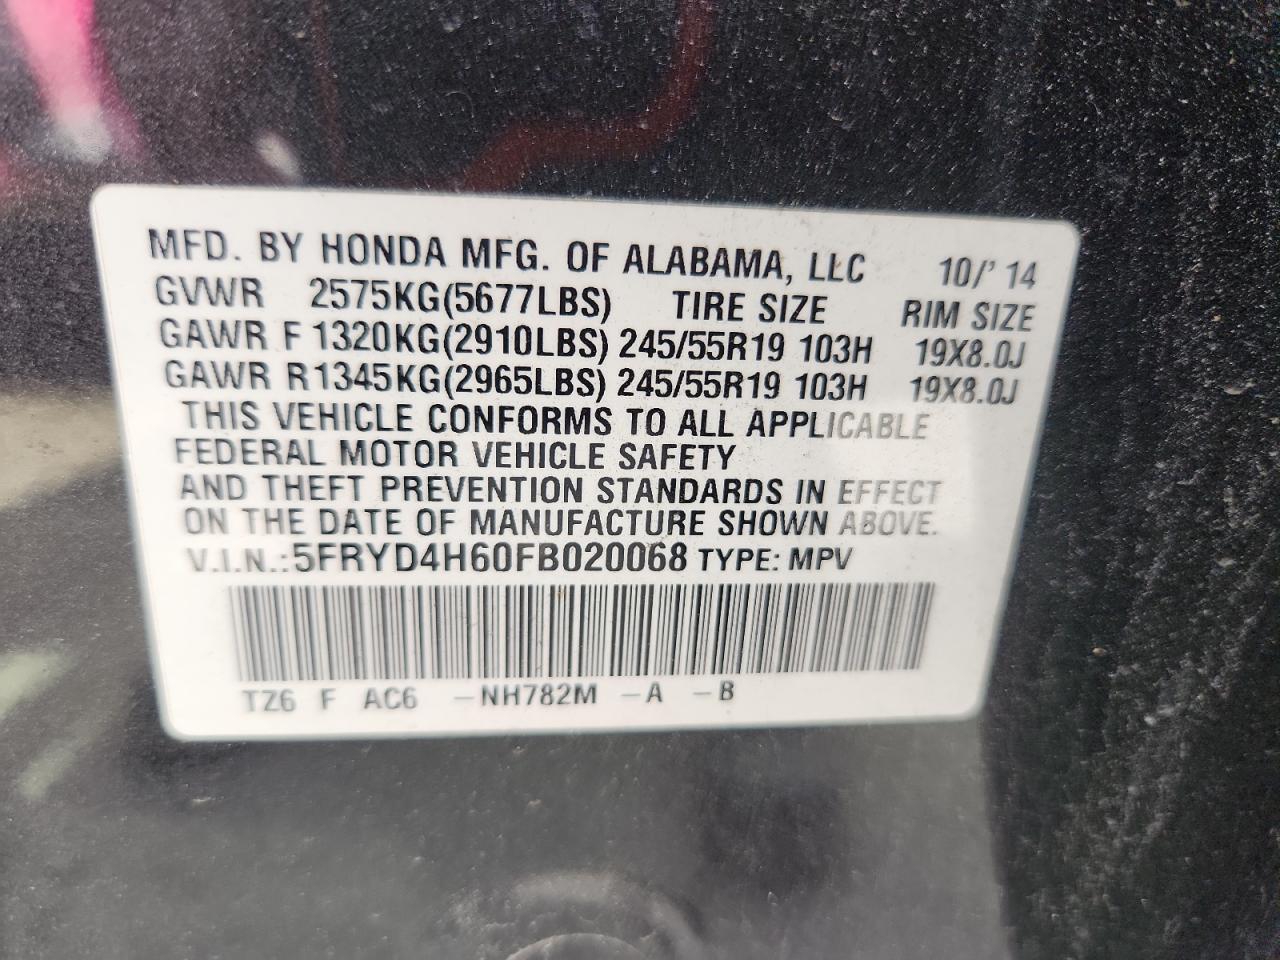 MFD. BY HONDA MFG. OF ALABAMA, LLC 10/' 14
GVWR 2575KG(5677LBS) TIRE SIZE RIM SIZE
GAWR F 1320KG(2910LBS) 245/55R19 103H 19X8.0J
GAWR R1345KG(2965LBS) 245/55R19 103H 19X8.0J
THIS VEHICLE CONFORMS TO ALL APPLICABLE
FEDERAL MOTOR VEHICLE SAFETY
AND THEFT PREVENTION STANDARDS IN EFFECT
ON THE DATE OF MANUFACTURE SHOWN ABOVE.
V.I.N.:5FRYD4H60FB020068 TYPE: MPV
TZ6 F AC6 -NH782M -A -B